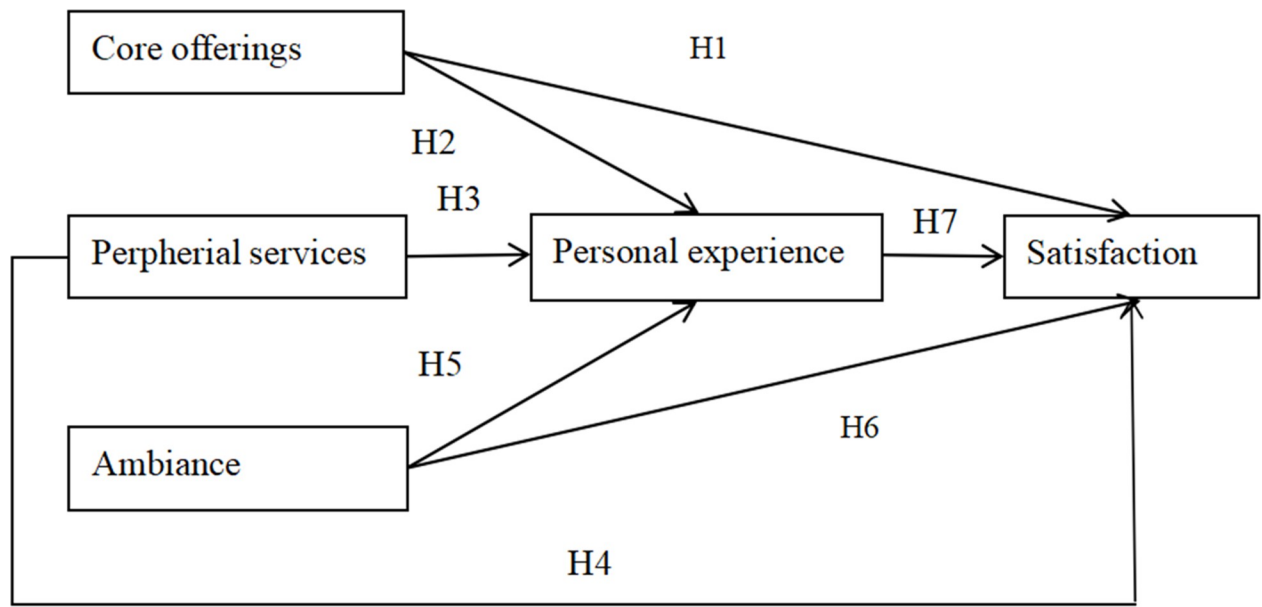 Core offerings
H1
H2
H3
Perpherial services
Personal experience
H7
Satisfaction
H5
Ambiance
H6
H4